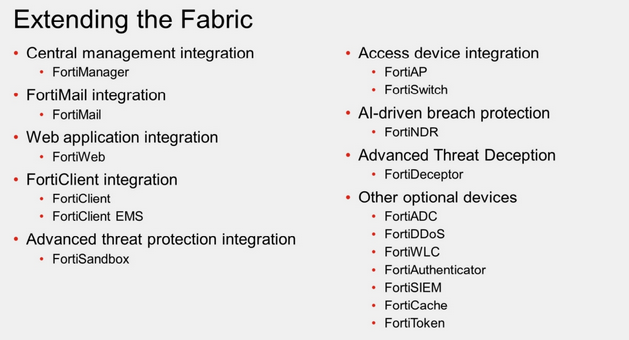 Extending the Fabric
• Central management integration
• FortiManager
• FortiMail integration
• FortiMail
• Web application integration
• FortiWeb
• FortiClient integration
• FortiClient
• FortiClient EMS
• Advanced threat protection integration
• FortiSandbox
• Access device integration
• FortiAP
• FortiSwitch
• AI-driven breach protection
• FortiNDR
• Advanced Threat Deception
• FortiDeceptor
• Other optional devices
• FortiADC
• FortiDDoS
• FortiWLC
• FortiAuthenticator
• FortiSIEM
• FortiCache
• FortiToken